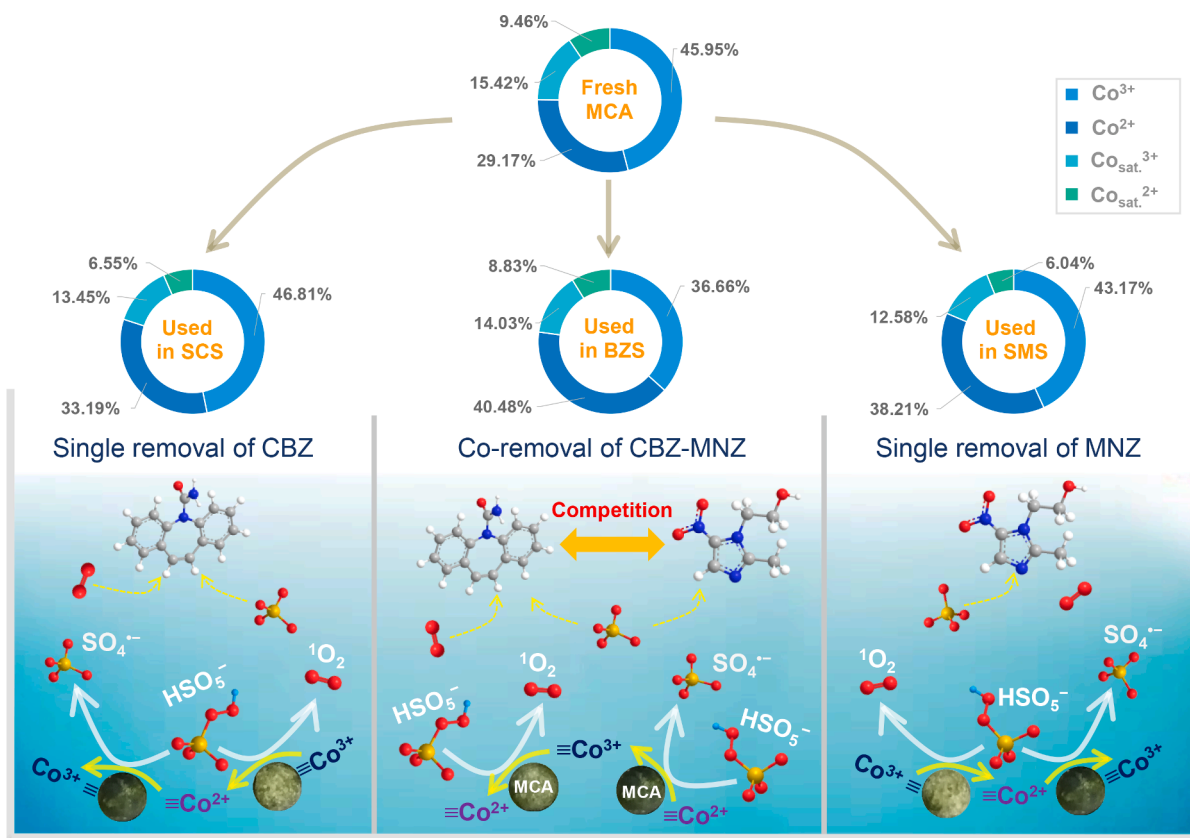 9.46%
45.95%
15.42%
Fresh
MCA
29.17%
Co³⁺
Co²⁺
Co_sat.³⁺
Co_sat.²⁺
6.55%
46.81%
13.45%
Used
in SCS
33.19%
8.83%
36.66%
14.03%
Used
in BZS
40.48%
6.04%
43.17%
12.58%
Used
in SMS
38.21%
Single removal of CBZ
Co-removal of CBZ-MNZ
Single removal of MNZ
SO₄•⁻
HSO₅⁻
¹O₂
Co³⁺
≡
≡Co²⁺
≡Co³⁺
Competition
HSO₅⁻
¹O₂
SO₄•⁻
HSO₅⁻
≡Co³⁺
MCA
MCA
≡Co²⁺
≡Co²⁺
¹O₂
HSO₅⁻
SO₄•⁻
Co³⁺
≡
≡Co²⁺
≡Co³⁺